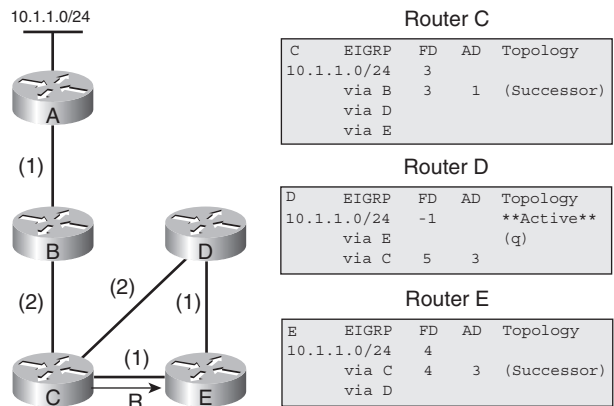 10.1.1.0/24
A
(1)
B
D
(2)
(2)
(1)
(1)
C
R
E
Router C
C EIGRP FD AD Topology
10.1.1.0/24 3
via B 3 1 (Successor)
via D
via E
Router D
D EIGRP FD AD Topology
10.1.1.0/24 -1 **Active**
via E (q)
via C 5 3
Router E
E EIGRP FD AD Topology
10.1.1.0/24 4
via C 4 3 (Successor)
via D